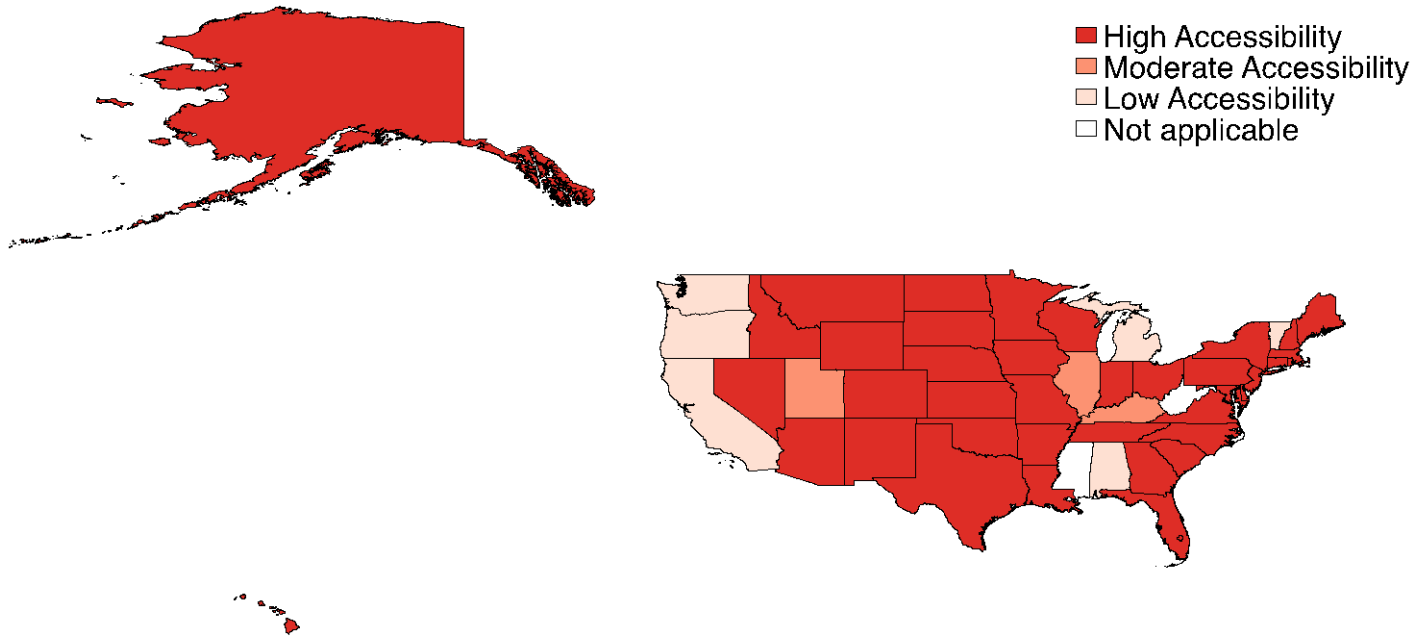 High Accessibility
Moderate Accessibility
Low Accessibility
Not applicable